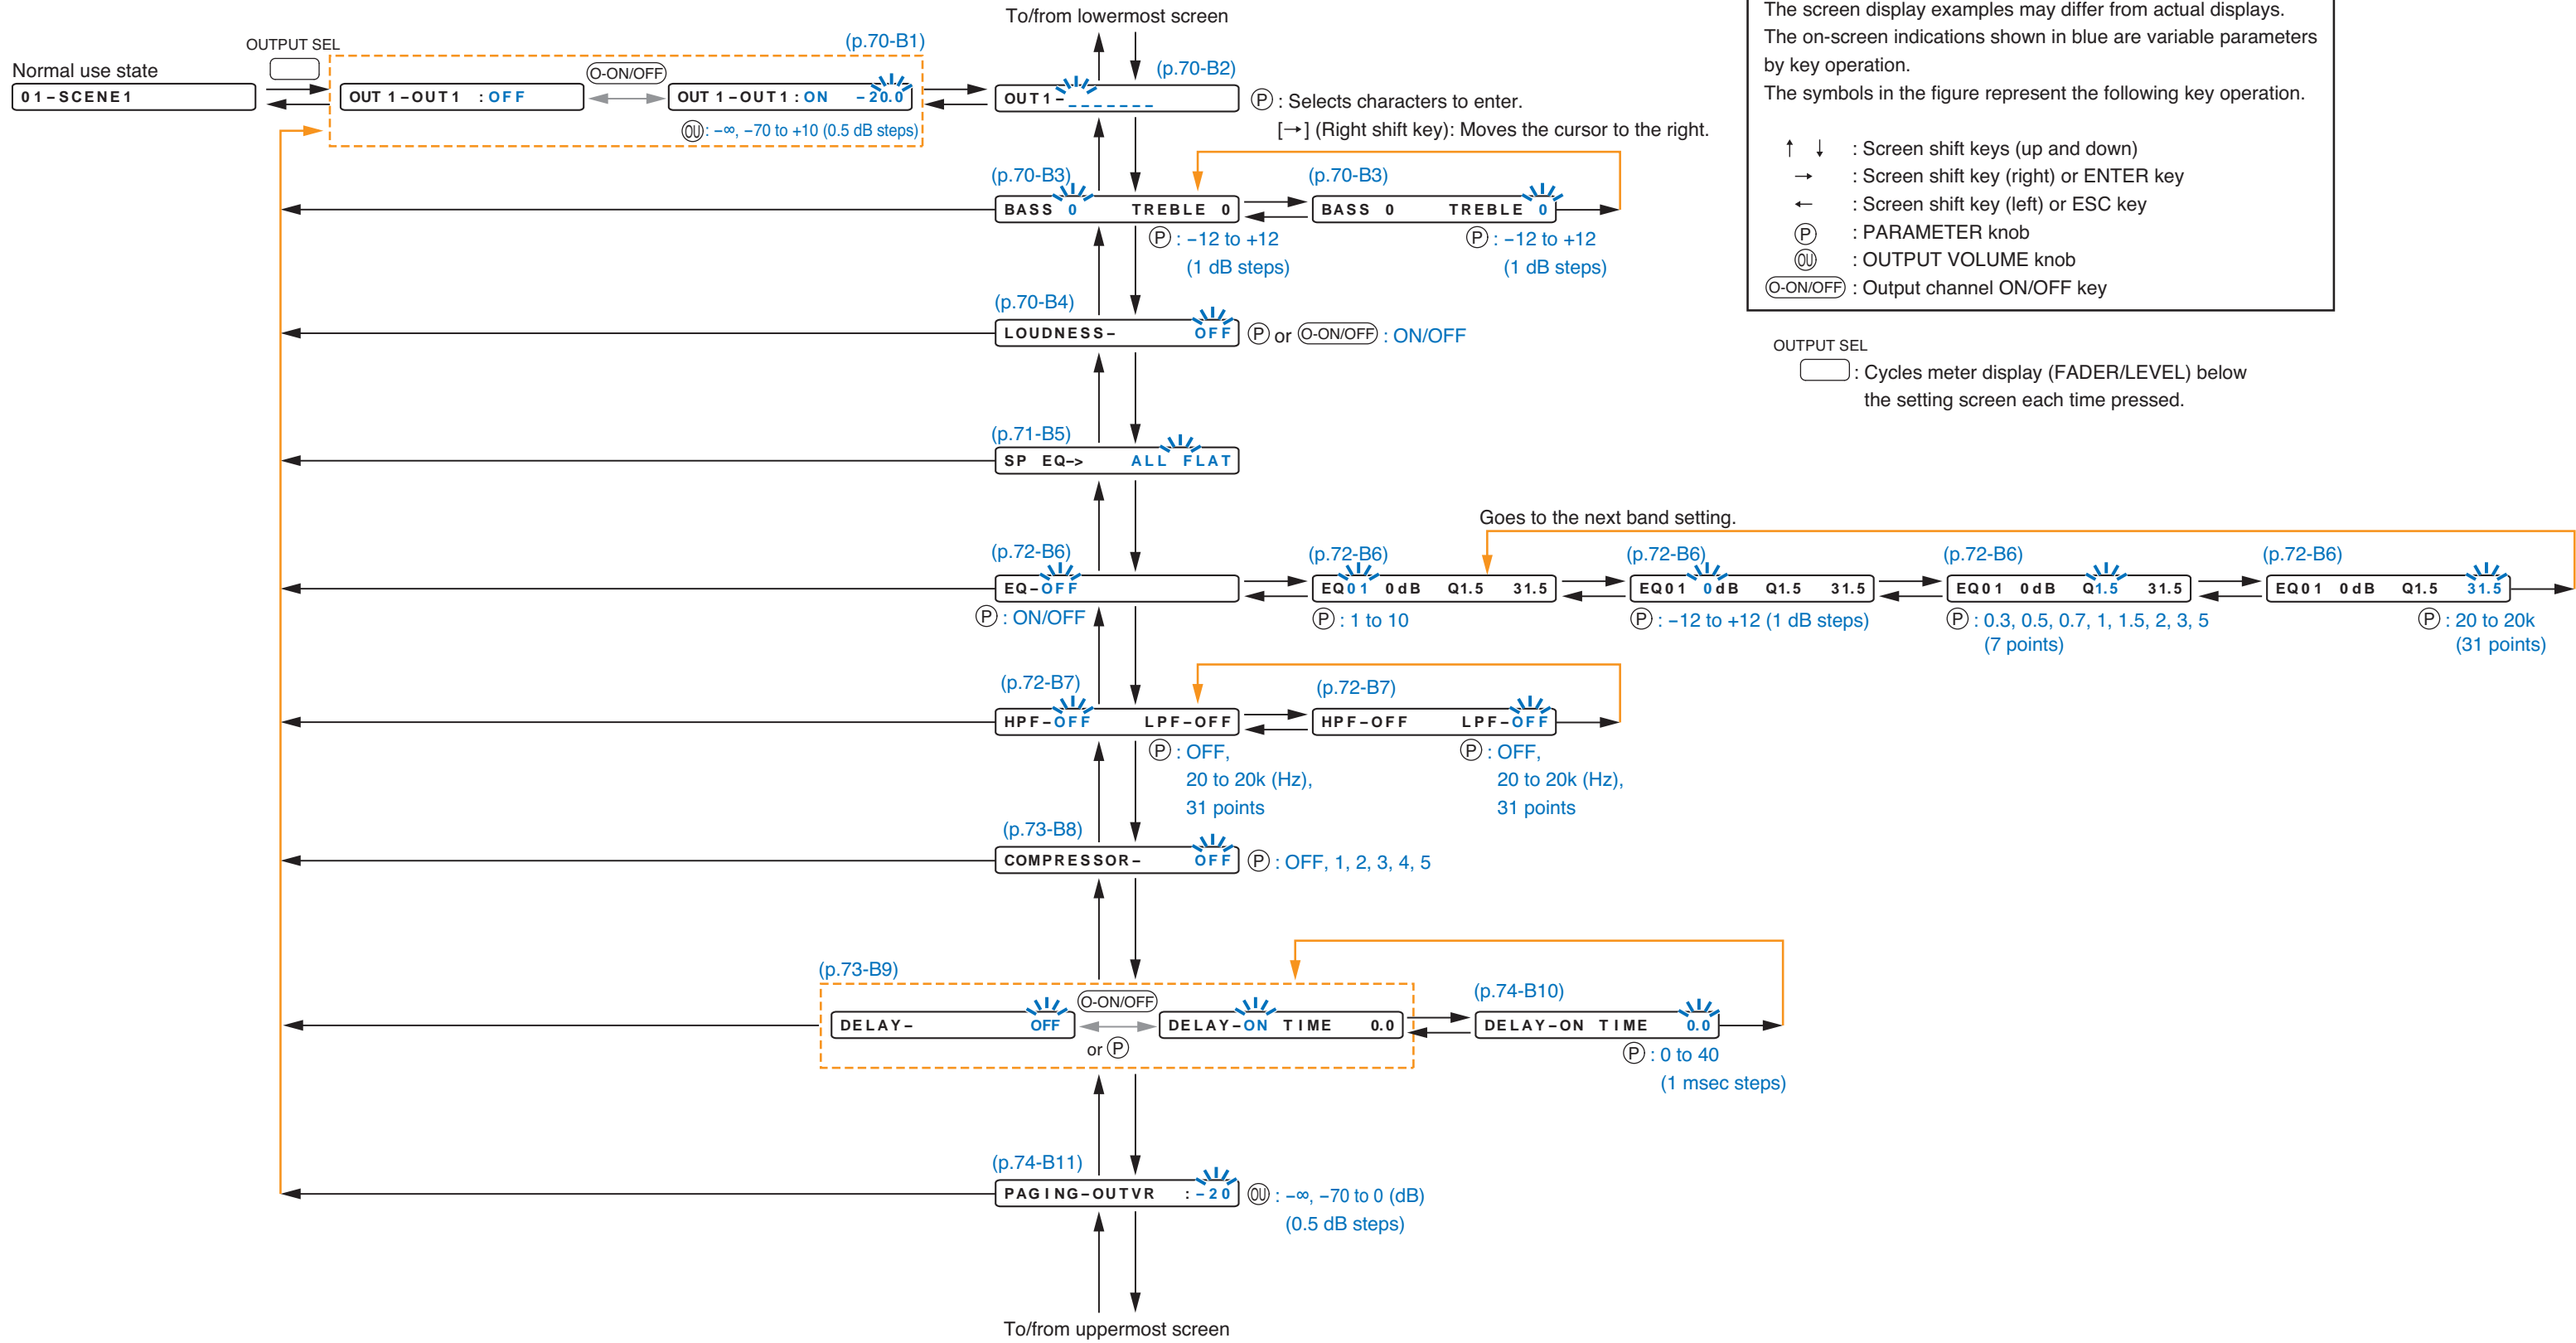 To/from lowermost screen
The screen display examples may differ from actual displays.
The on-screen indications shown in blue are variable parameters
by key operation.
The symbols in the figure represent the following key operation.
↑ ↓ : Screen shift keys (up and down)
→ : Screen shift key (right) or ENTER key
← : Screen shift key (left) or ESC key
P : PARAMETER knob
OU : OUTPUT VOLUME knob
O-ON/OFF : Output channel ON/OFF key
OUTPUT SEL
: Cycles meter display (FADER/LEVEL) below
the setting screen each time pressed.
Normal use state
01-SCENE1
OUTPUT SEL
(p.70-B1)
OUT 1-OUT1 :OFF
O-ON/OFF
OUT 1-OUT1:ON -20.0
OU: −∞, −70 to +10 (0.5 dB steps)
(p.70-B2)
OUT1-_______
P : Selects characters to enter.
[→] (Right shift key): Moves the cursor to the right.
(p.70-B3)
BASS 0 TREBLE 0
P : −12 to +12
(1 dB steps)
(p.70-B3)
BASS 0 TREBLE 0
P : −12 to +12
(1 dB steps)
(p.70-B4)
LOUDNESS- OFF
P or O-ON/OFF : ON/OFF
(p.71-B5)
SP EQ-> ALL FLAT
Goes to the next band setting.
(p.72-B6)
EQ-OFF
P : ON/OFF
(p.72-B6)
EQ01 0dB Q1.5 31.5
P : 1 to 10
(p.72-B6)
EQ01 0dB Q1.5 31.5
P : −12 to +12 (1 dB steps)
(p.72-B6)
EQ01 0dB Q1.5 31.5
P : 0.3, 0.5, 0.7, 1, 1.5, 2, 3, 5
(7 points)
(p.72-B6)
EQ01 0dB Q1.5 31.5
P : 20 to 20k
(31 points)
(p.72-B7)
HPF-OFF LPF-OFF
P : OFF,
20 to 20k (Hz),
31 points
(p.72-B7)
HPF-OFF LPF-OFF
P : OFF,
20 to 20k (Hz),
31 points
(p.73-B8)
COMPRESSOR- OFF
P : OFF, 1, 2, 3, 4, 5
(p.73-B9)
DELAY- OFF
O-ON/OFF
or P
DELAY-ON TIME 0.0
(p.74-B10)
DELAY-ON TIME 0.0
P : 0 to 40
(1 msec steps)
(p.74-B11)
PAGING-OUTVR :-20
OU : −∞, −70 to 0 (dB)
(0.5 dB steps)
To/from uppermost screen